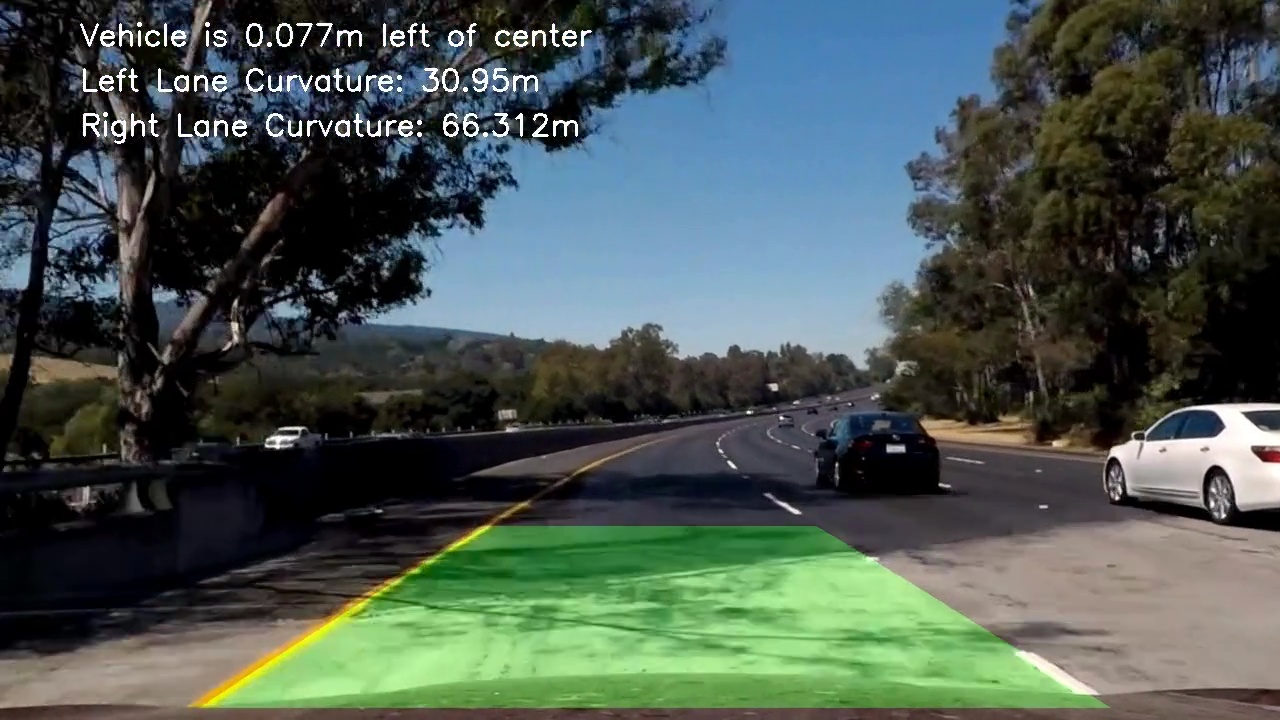 Vehicle is 0.077m left of center
Left Lane Curvature: 30.95m
Right Lane Curvature: 66.312m